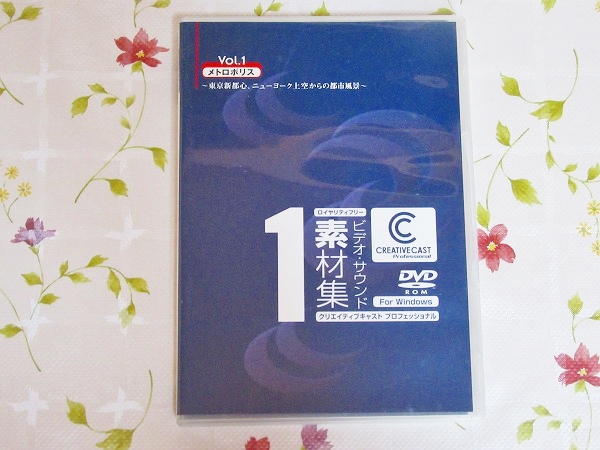 Vol.1
メトロポリス
～東京新都心、ニューヨーク上空からの都市風景～
1
ロイヤリティフリー
ビデオ・サウンド
素材集
CREATIVECAST
Professional
DVD
ROM
For Windows
クリエイティブキャスト プロフェッショナル